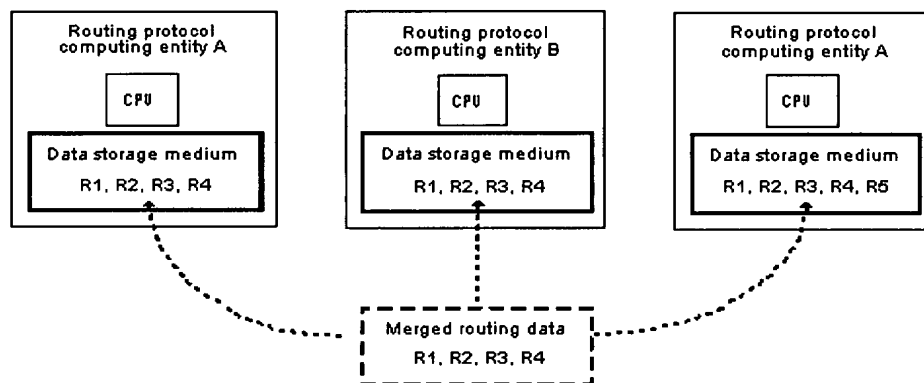 Routing protocol
computing entity A
CPU
Data storage medium
R1, R2, R3, R4
Routing protocol
computing entity B
CPU
Data storage medium
R1, R2, R3, R4
Routing protocol
computing entity A
CPU
Data storage medium
R1, R2, R3, R4, R5
Merged routing data
R1, R2, R3, R4